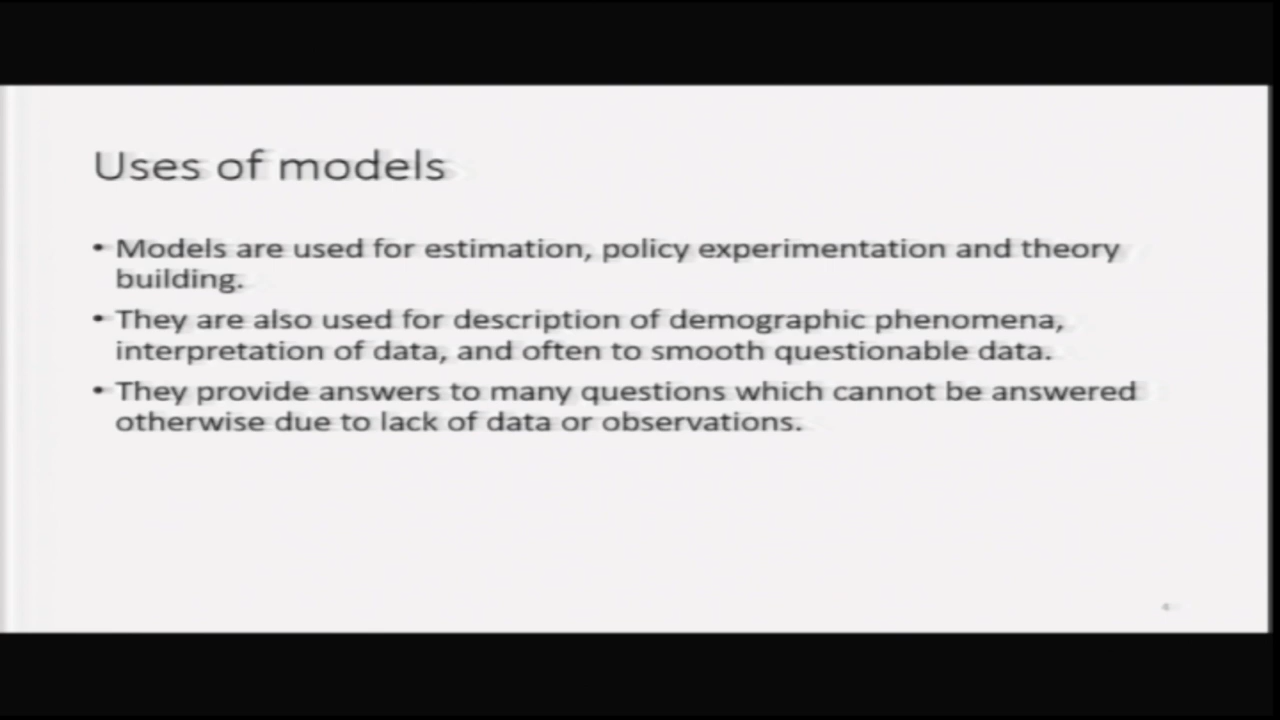 Uses of models
• Models are used for estimation, policy experimentation and theory
building.
• They are also used for description of demographic phenomena,
interpretation of data, and often to smooth questionable data.
• They provide answers to many questions which cannot be answered
otherwise due to lack of data or observations.